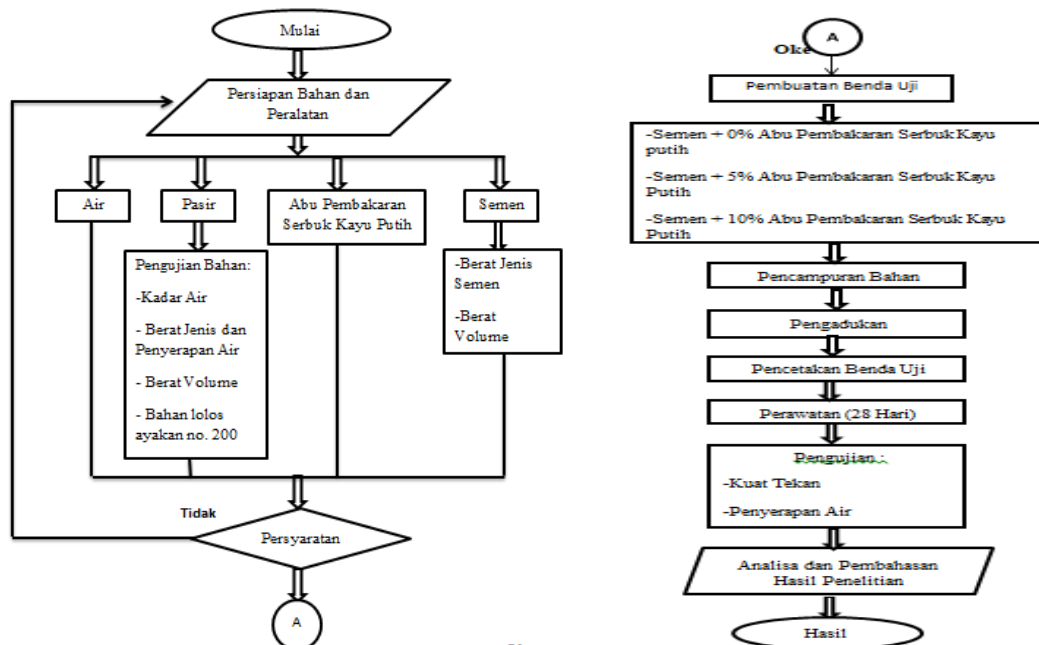 Mulai
Persiapan Bahan dan
Peralatan
Air
Pasir
Abu Pembakaran
Serbuk Kayu Putih
Semen
Pengujian Bahan:
-Kadar Air
- Berat Jenis dan
Penyerapan Air
- Berat Volume
- Bahan lolos
ayakan no. 200
-Berat Jenis
Semen
-Berat
Volume
Tidak
Persyaratan
A
A
Oke
Pembuatan Benda Uji
-Semen + 0% Abu Pembakaran Serbuk Kayu
putih
-Semen + 5% Abu Pembakaran Serbuk Kayu
Putih
-Semen + 10% Abu Pembakaran Serbuk Kayu
Putih
Pencampuran Bahan
Pengadukan
Pencetakan Benda Uji
Perawatan (28 Hari)
Pengujian :
-Kuat Tekan
-Penyerapan Air
Analisa dan Pembahasan
Hasil Penelitian
Hasil